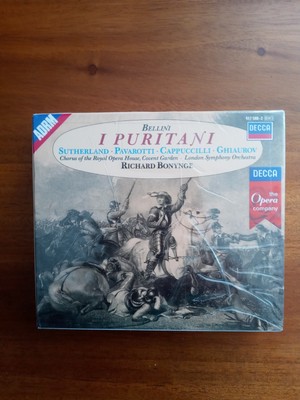 ADRM
DECCA
BELLINI
I PURITANI
SUTHERLAND · PAVAROTTI · CAPPUCCILLI · GHIAUROV
Chorus of the Royal Opera House, Covent Garden · London Symphony Orchestra
RICHARD BONYNGE
DECCA
the
Opera
company